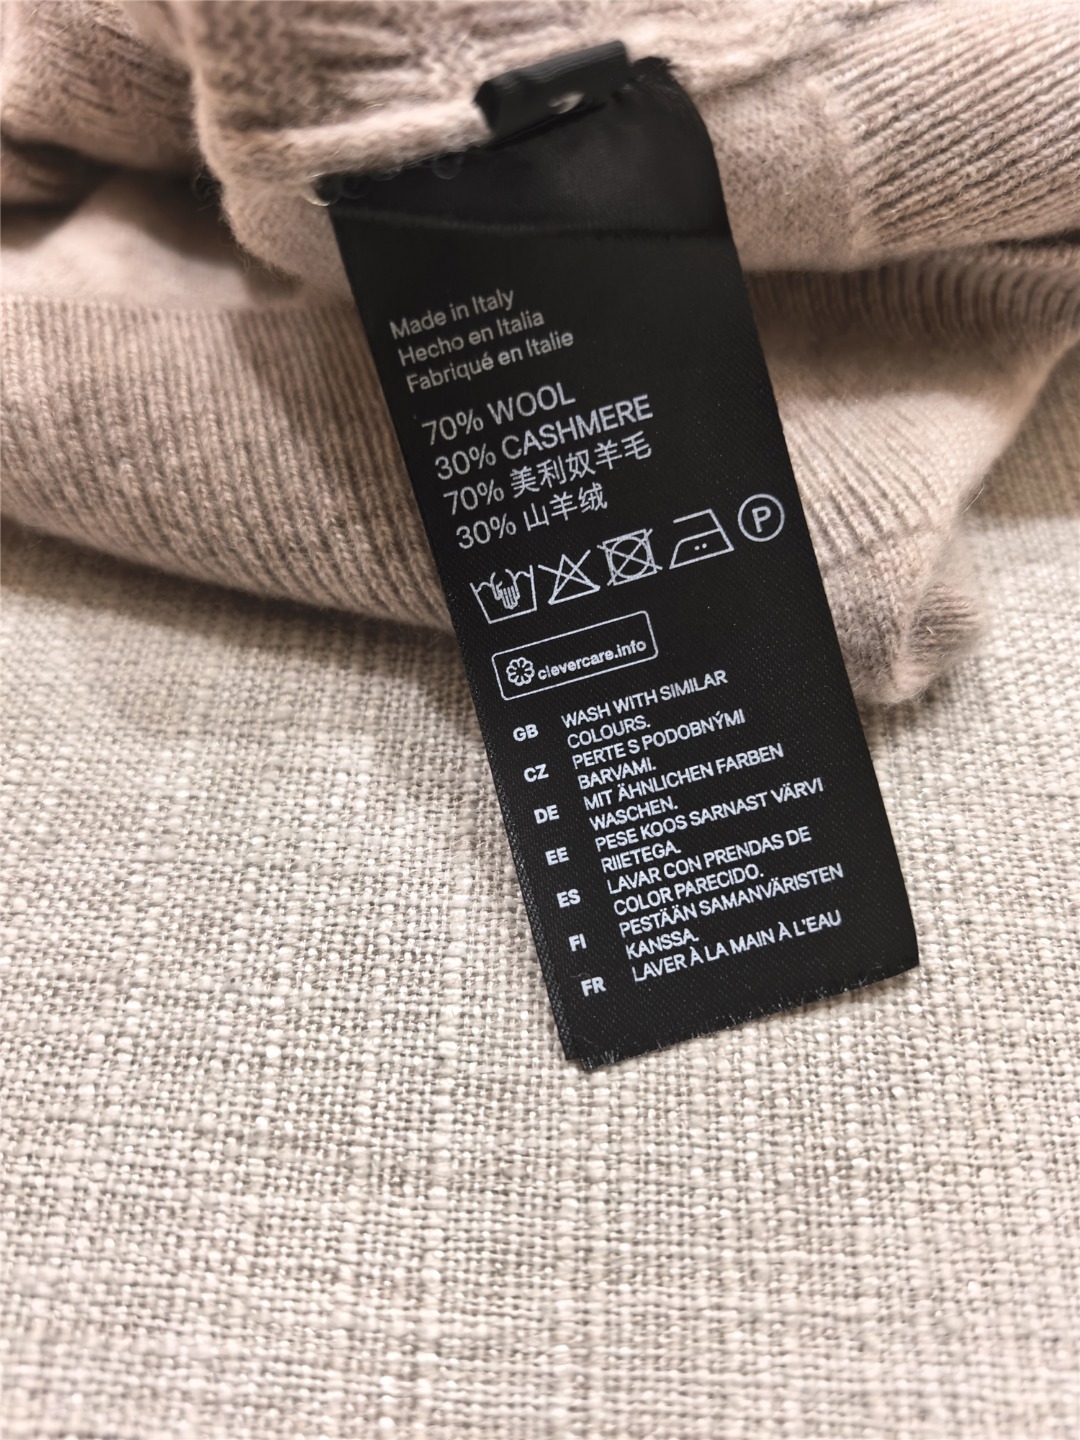 Made in Italy
Hecho en Italia
Fabriqué en Italie
70% WOOL
30% CASHMERE
70% 美利奴羊毛
30% 山羊绒
P
clevercare.info
GB WASH WITH SIMILAR
COLOURS.
CZ PERTE S PODOBNÝMI
BARVAMI.
DE MIT ÄHNLICHEN FARBEN
WASCHEN.
EE PESE KOOS SARNAST VÄRVI
RIIETEGA.
ES LAVAR CON PRENDAS DE
COLOR PARECIDO.
FI PESTÄÄN SAMANVÄRISTEN
KANSSA.
FR LAVER À LA MAIN À L'EAU